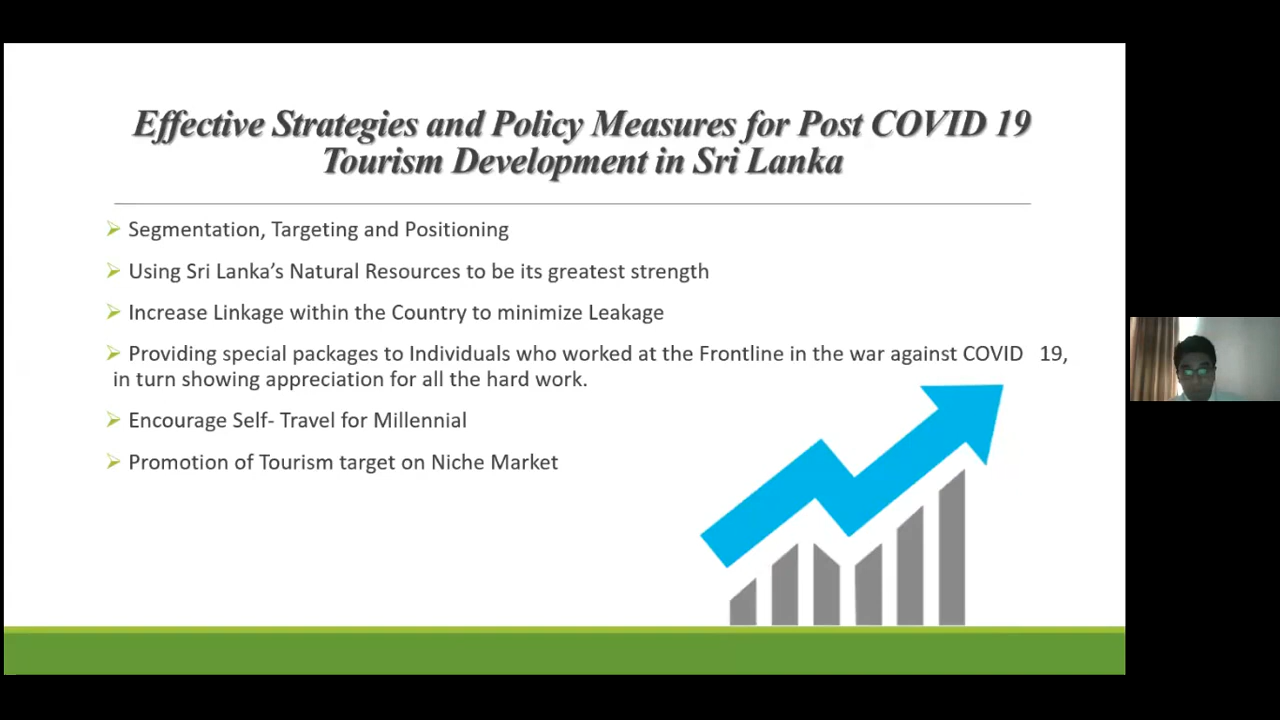 Effective Strategies and Policy Measures for Post COVID 19
Tourism Development in Sri Lanka
Segmentation, Targeting and Positioning
Using Sri Lanka’s Natural Resources to be its greatest strength
Increase Linkage within the Country to minimize Leakage
Providing special packages to Individuals who worked at the Frontline in the war against COVID 19,
in turn showing appreciation for all the hard work.
Encourage Self- Travel for Millennial
Promotion of Tourism target on Niche Market